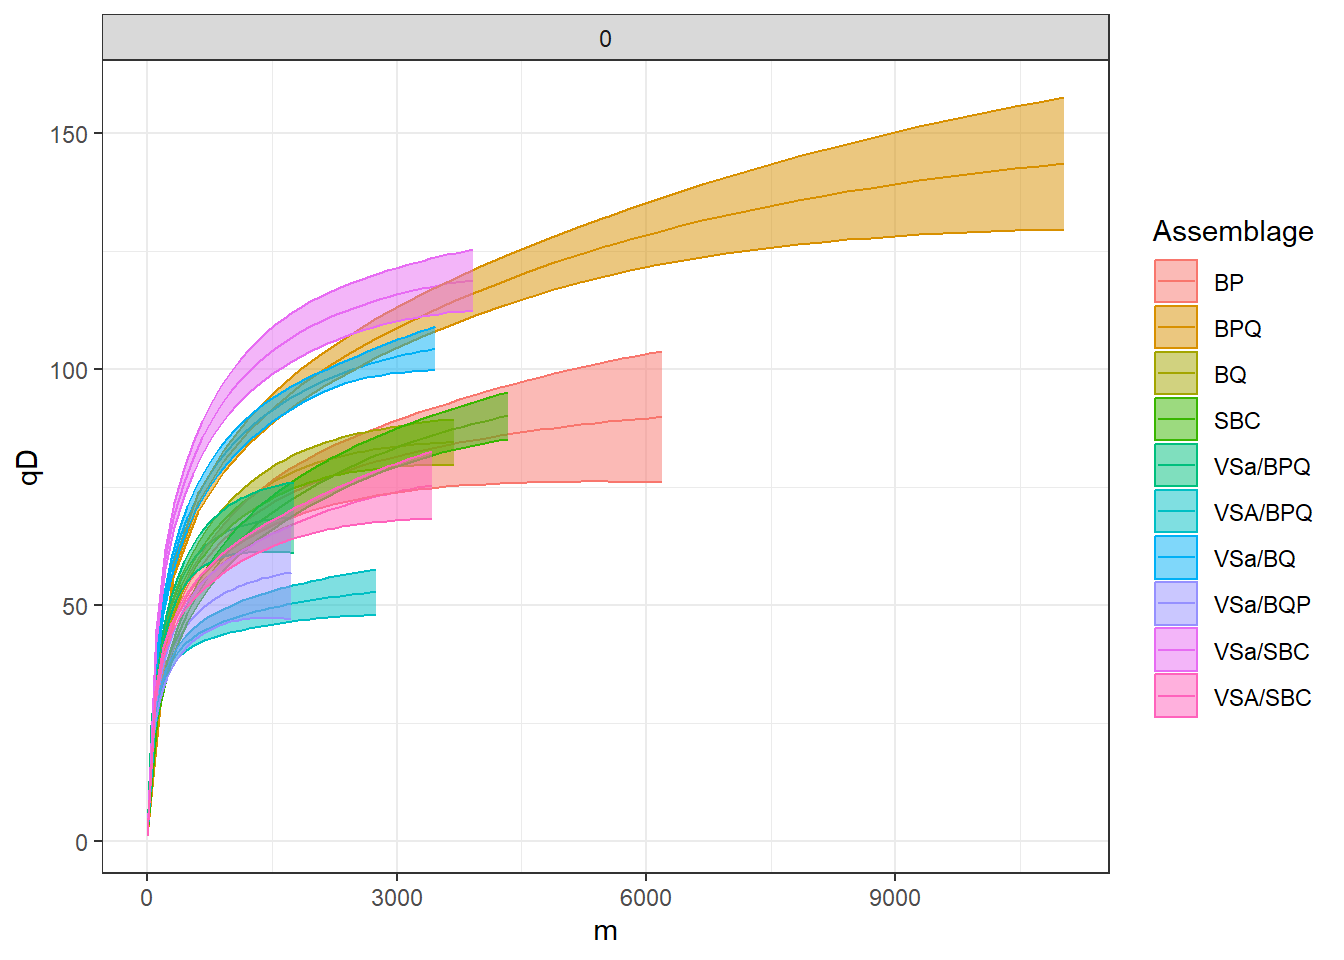 0
150
100
50
0
qD
0 3000 6000 9000
m
Assemblage
BP
BPQ
BQ
SBC
VSa/BPQ
VSA/BPQ
VSa/BQ
VSa/BQP
VSa/SBC
VSA/SBC